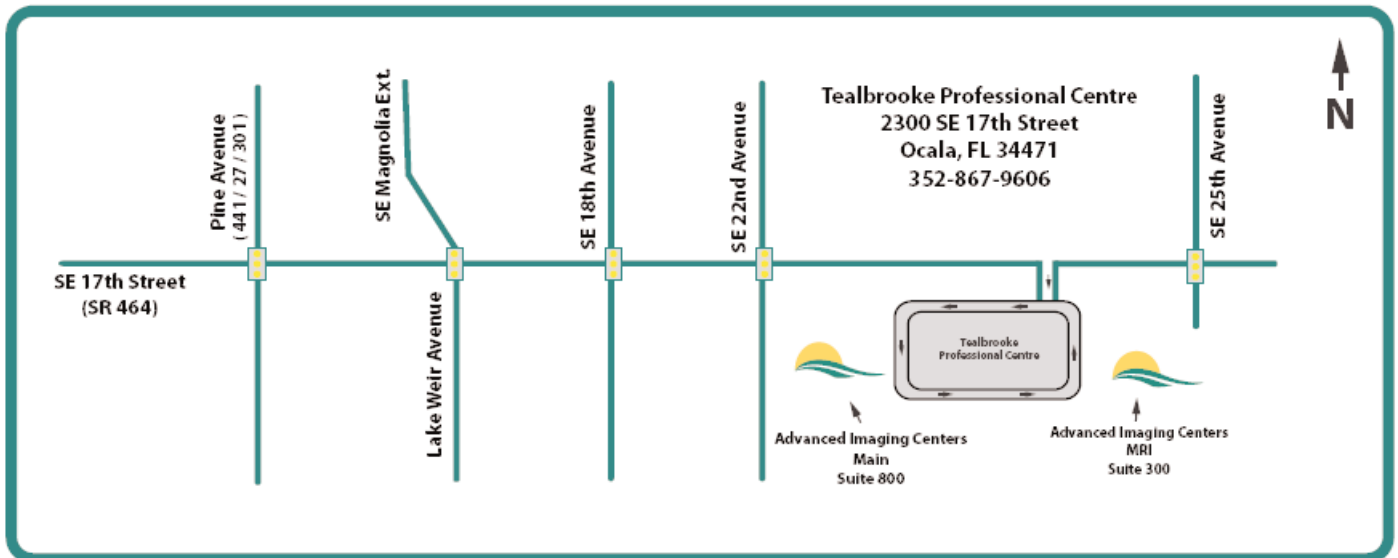 Pine Avenue
( 441 / 27 / 301 )
SE Magnolia Ext.
SE 18th Avenue
SE 22nd Avenue
Tealbrooke Professional Centre
2300 SE 17th Street
Ocala, FL 34471
352-867-9606
SE 25th Avenue
N
SE 17th Street
(SR 464)
Lake Weir Avenue
Tealbrooke
Professional Centre
Advanced Imaging Centers
Main
Suite 800
Advanced Imaging Centers
MRI
Suite 300